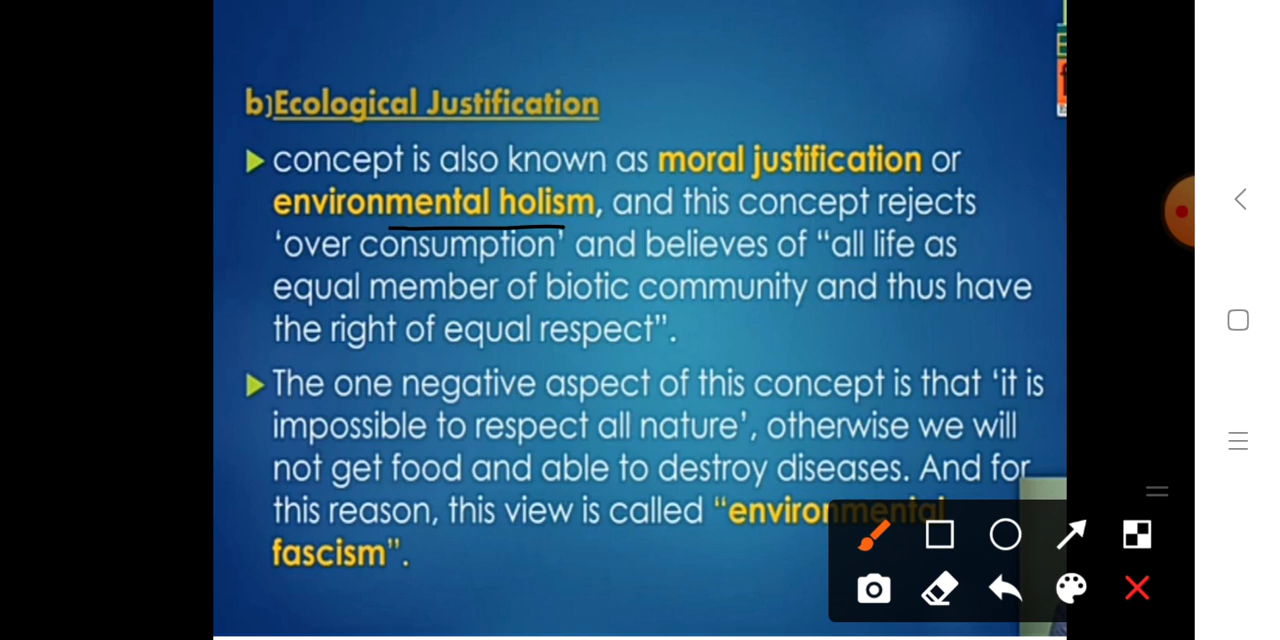 b)Ecological Justification
concept is also known as moral justification or
environmental holism, and this concept rejects
‘over consumption’ and believes of “all life as
equal member of biotic community and thus have
the right of equal respect”.
The one negative aspect of this concept is that ‘it is
impossible to respect all nature’, otherwise we will
not get food and able to destroy diseases. And for
this reason, this view is called “environmental
fascism”.